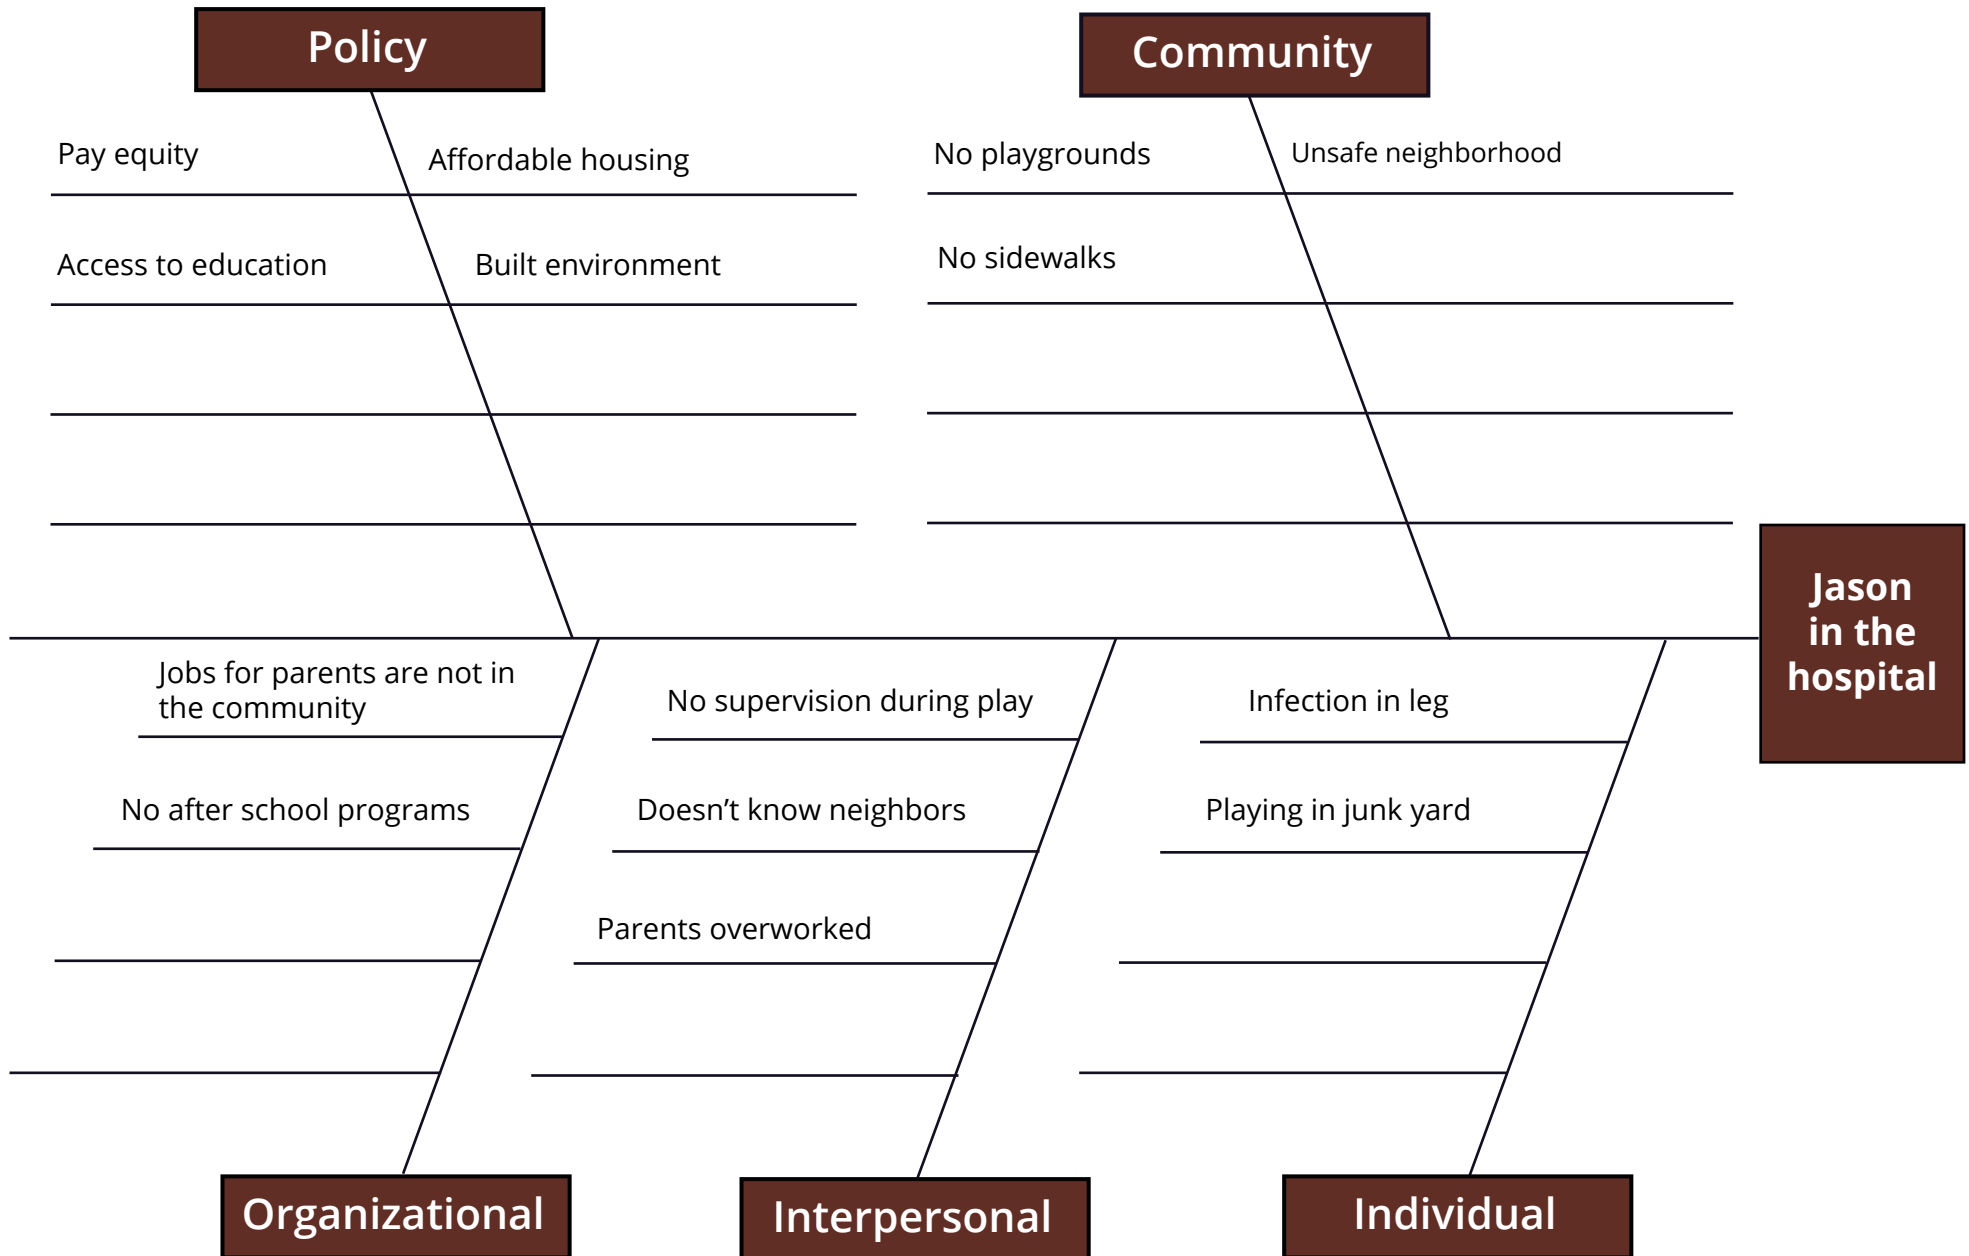 Policy
Community
Pay equity
Affordable housing
No playgrounds
Unsafe neighborhood
Access to education
Built environment
No sidewalks
Jason
in the
hospital
Jobs for parents are not in
the community
No supervision during play
Infection in leg
No after school programs
Doesn’t know neighbors
Playing in junk yard
Parents overworked
Organizational
Interpersonal
Individual